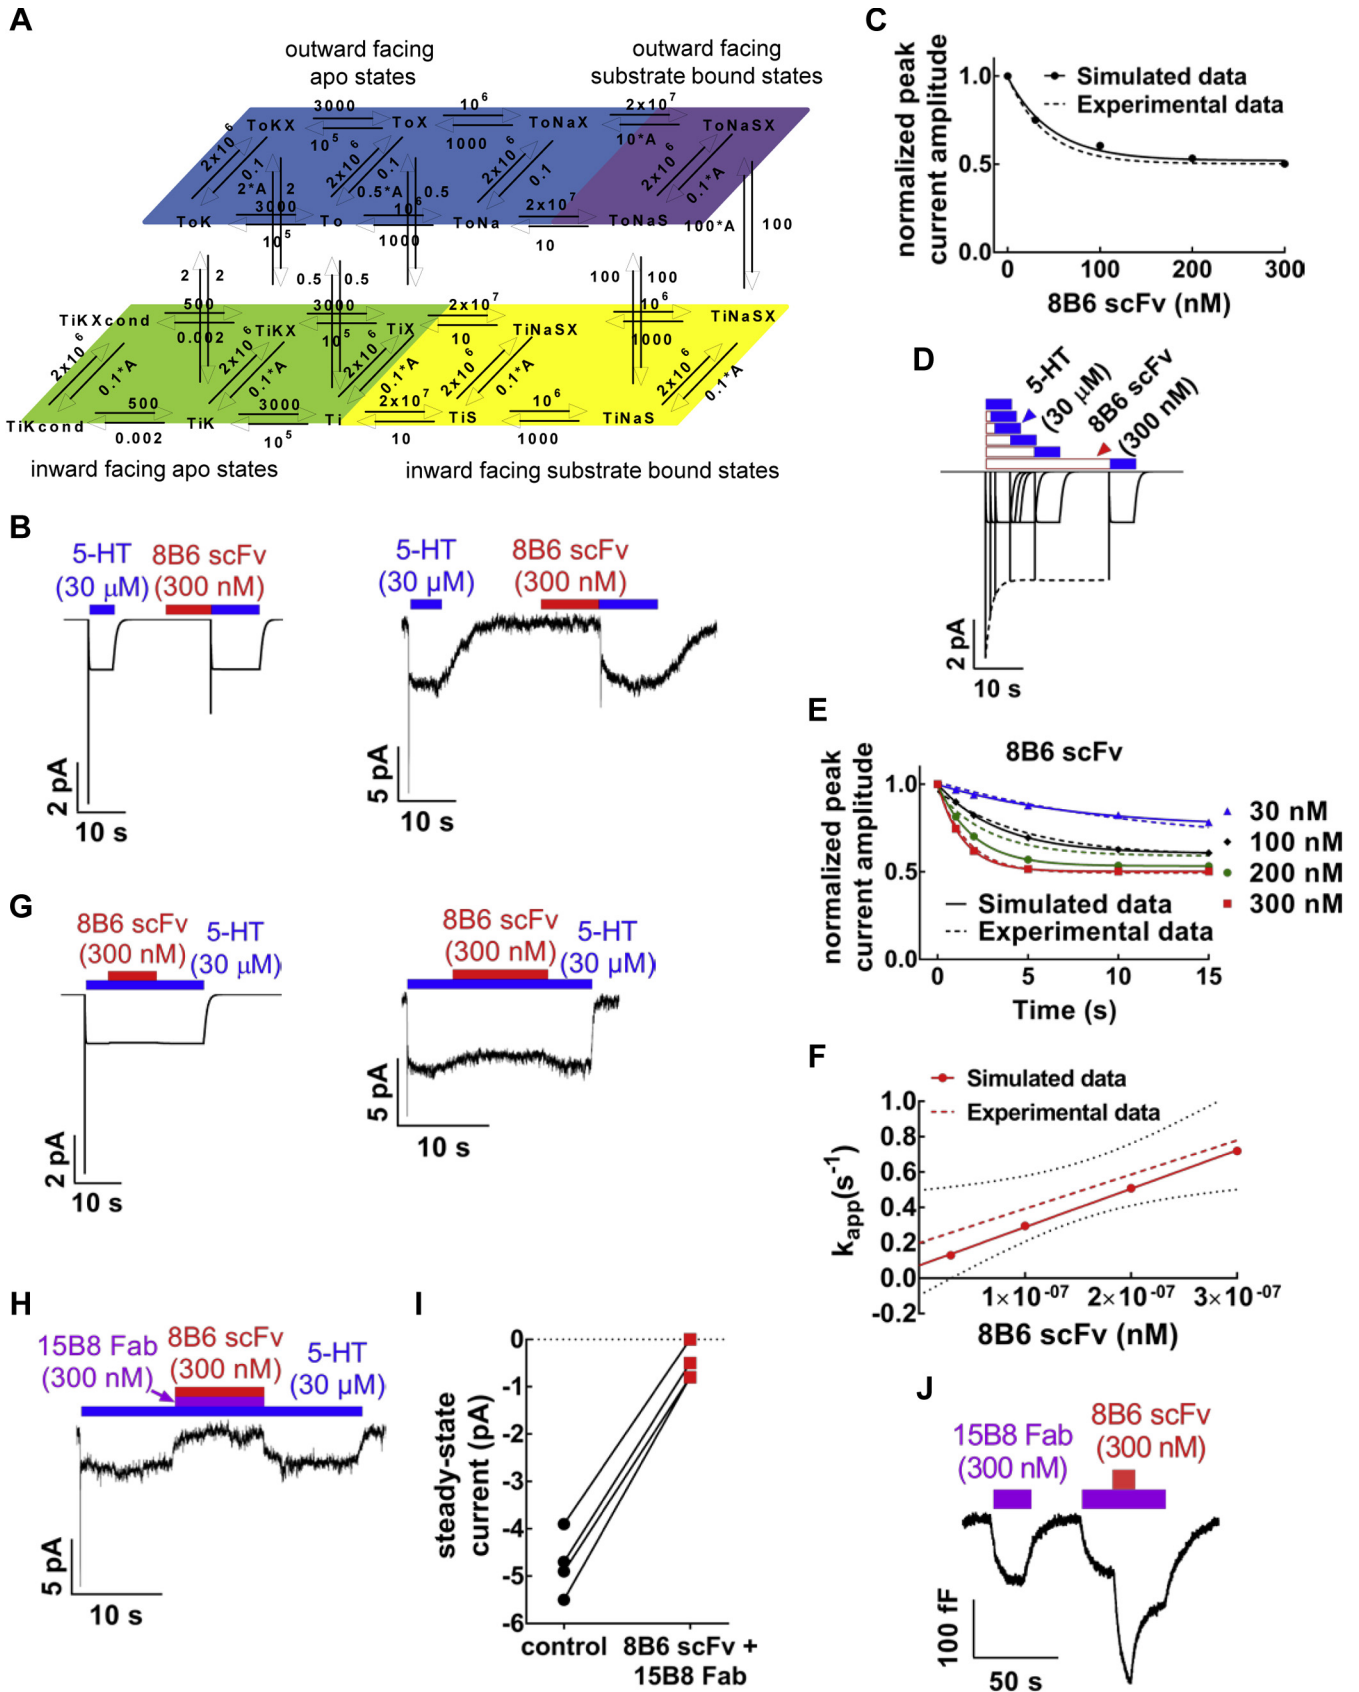 A
outward facing
apo states
outward facing
substrate bound states
3000
10^6
2x10^7
ToKX
ToX
ToNaX
ToNaSX
10^5
1000
10*A
2x10^6
0.1
2x10^6
0.1
2x10^6
0.1
2x10^6
0.1*A
2*A
2
0.5*A
0.5
3000
10^6
2x10^7
ToK
To
ToNa
ToNaS
10^5
1000
10
100*A
100
2
2
0.5
0.5
100
100
500
3000
2x10^7
10^6
TiKXcond
TiKX
TiX
TiNaSX
TiNaSX
0.002
10^5
10
1000
2x10^6
0.1*A
2x10^6
0.1*A
2x10^6
0.1*A
2x10^6
0.1*A
2x10^6
0.1*A
500
3000
2x10^7
10^6
TiKcond
TiK
Ti
TiS
TiNaS
0.002
10^5
10
1000
inward facing apo states
inward facing substrate bound states
C
normalized peak
current amplitude
1.0
0.5
0.0
Simulated data
Experimental data
0
100
200
300
8B6 scFv (nM)
D
5-HT
(30 µM)
8B6 scFv
(300 nM)
2 pA
10 s
B
5-HT
(30 µM)
8B6 scFv
(300 nM)
2 pA
10 s
5-HT
(30 µM)
8B6 scFv
(300 nM)
5 pA
10 s
E
8B6 scFv
normalized peak
current amplitude
1.0
0.5
0.0
30 nM
100 nM
200 nM
300 nM
Simulated data
Experimental data
0
5
10
15
Time (s)
G
8B6 scFv
(300 nM)
5-HT
(30 µM)
2 pA
10 s
8B6 scFv
(300 nM)
5-HT
(30 µM)
5 pA
10 s
F
Simulated data
Experimental data
k_app(s^-1)
1.0
0.8
0.6
0.4
0.2
0.0
-0.2
1×10^-07
2×10^-07
3×10^-07
8B6 scFv (nM)
H
15B8 Fab
(300 nM)
8B6 scFv
(300 nM)
5-HT
(30 µM)
5 pA
10 s
I
steady-state
current (pA)
0
-1
-2
-3
-4
-5
-6
control
8B6 scFv +
15B8 Fab
J
15B8 Fab
(300 nM)
8B6 scFv
(300 nM)
100 fF
50 s